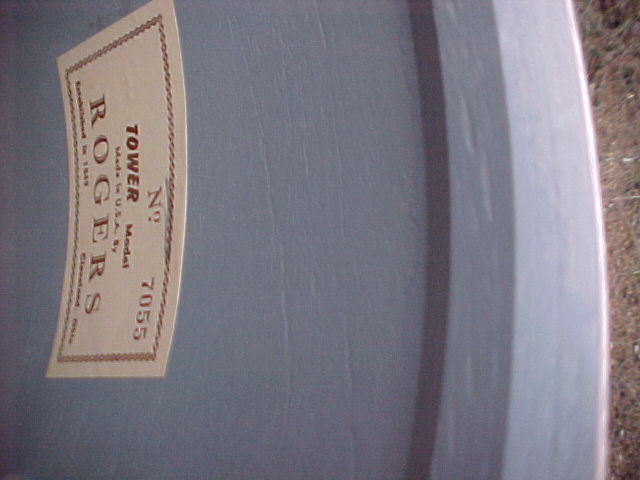 Nº 7055
TOWER Model
Made In U.S.A. By
ROGERS
Established in 1849 Cleveland, Ohio